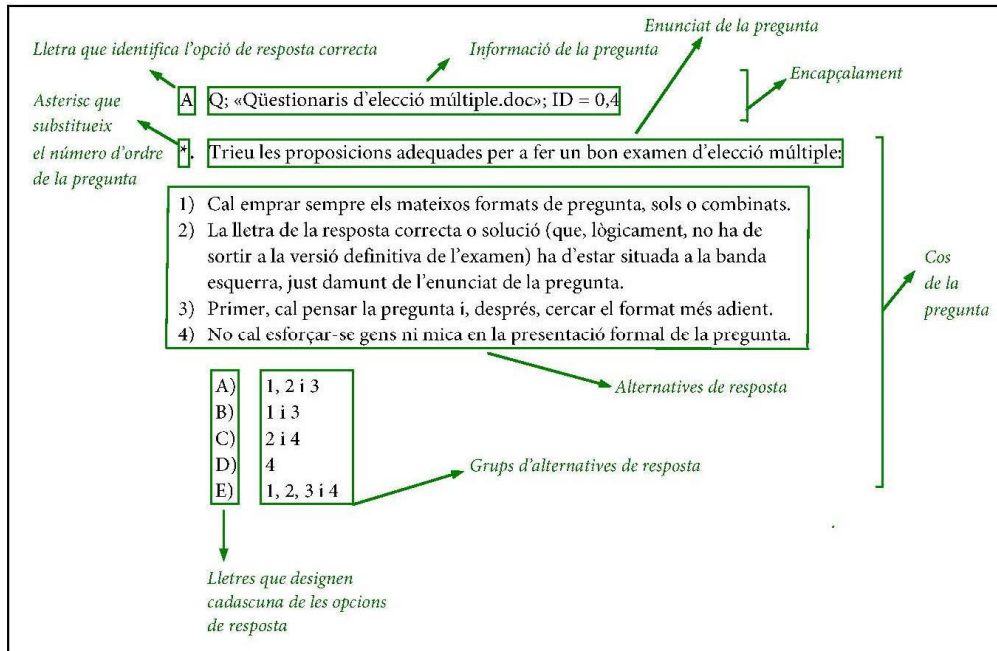 Enunciat de la pregunta
Lletra que identifica l'opció de resposta correcta
Informació de la pregunta
Encapçalament
A Q; «Qüestionaris d'elecció múltiple.doc»; ID = 0,4
Asterisc que
substitueix
el número d'ordre
de la pregunta
*. Trieu les proposicions adequades per a fer un bon examen d'elecció múltiple:
1) Cal emprar sempre els mateixos formats de pregunta, sols o combinats.
2) La lletra de la resposta correcta o solució (que, lògicament, no ha de
sortir a la versió definitiva de l'examen) ha d'estar situada a la banda
esquerra, just damunt de l'enunciat de la pregunta.
3) Primer, cal pensar la pregunta i, després, cercar el format més adient.
4) No cal esforçar-se gens ni mica en la presentació formal de la pregunta.
Cos
de la
pregunta
Alternatives de resposta
A) 1, 2 i 3
B) 1 i 3
C) 2 i 4
D) 4
E) 1, 2, 3 i 4
Grups d'alternatives de resposta
Lletres que designen
cadascuna de les opcions
de resposta